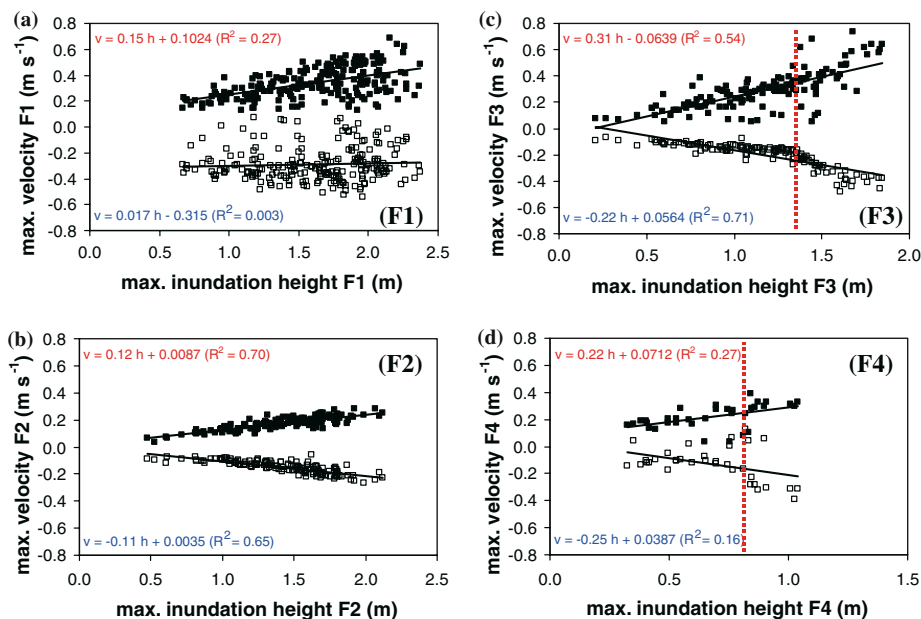 (a)
max. velocity F1 (m s⁻¹)
0.8
0.6
0.4
0.2
0.0
-0.2
-0.4
-0.6
-0.8
v = 0.15 h + 0.1024 (R² = 0.27)
v = 0.017 h - 0.315 (R² = 0.003)
(F1)
0.0 0.5 1.0 1.5 2.0 2.5
max. inundation height F1 (m)
(c)
max. velocity F3 (m s⁻¹)
0.8
0.6
0.4
0.2
0.0
-0.2
-0.4
-0.6
-0.8
v = 0.31 h - 0.0639 (R² = 0.54)
v = -0.22 h + 0.0564 (R² = 0.71)
(F3)
0.0 0.5 1.0 1.5 2.0
max. inundation height F3 (m)
(b)
max. velocity F2 (m s⁻¹)
0.8
0.6
0.4
0.2
0.0
-0.2
-0.4
-0.6
-0.8
v = 0.12 h + 0.0087 (R² = 0.70)
(F2)
v = -0.11 h + 0.0035 (R² = 0.65)
0.0 0.5 1.0 1.5 2.0 2.5
max. inundation height F2 (m)
(d)
max. velocity F4 (m s⁻¹)
0.8
0.6
0.4
0.2
0.0
-0.2
-0.4
-0.6
-0.8
v = 0.22 h + 0.0712 (R² = 0.27)
(F4)
v = -0.25 h + 0.0387 (R² = 0.16)
0.0 0.5 1.0 1.5
max. inundation height F4 (m)